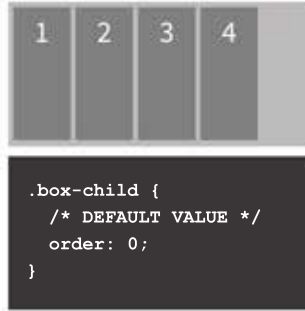 1 2 3 4
.box-child {
/* DEFAULT VALUE */
order: 0;
}